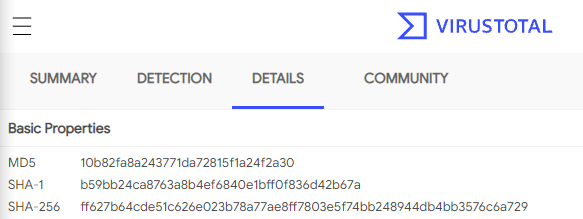 VIRUSTOTAL
SUMMARY DETECTION DETAILS COMMUNITY
Basic Properties
MD5 10b82fa8a243771da72815f1a24f2a30
SHA-1 b59bb24ca8763a8b4ef6840e1bff0f836d42b67a
SHA-256 ff627b64cde51c626e023b78a77ae8ff7803e5f74bb248944db4bb3576c6a729